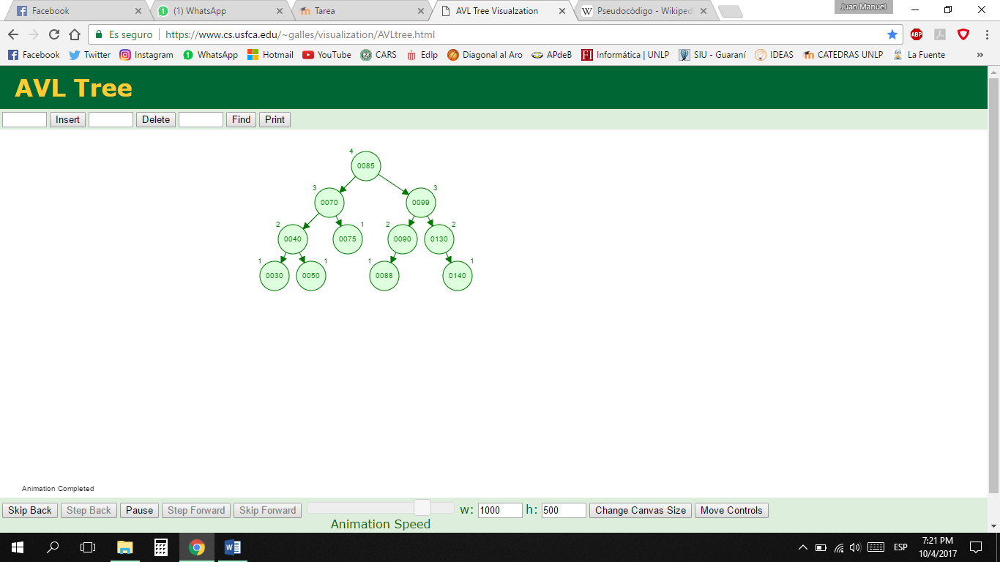 Facebook (1) WhatsApp Tarea AVL Tree Visualzation Pseudocódigo - Wikiped Juan Manuel
Es seguro https://www.cs.usfca.edu/~galles/visualization/AVLtree.html ABP
Facebook Twitter Instagram 1 WhatsApp Hotmail YouTube CARS EdIp Diagonal al Aro APdeB Informática | UNLP SIU - Guaraní IDEAS CATEDRAS UNLP La Fuente »
AVL Tree
Insert Delete Find Print
4
0085
3 3
0070 0099
2 1 2 2
0040 0075 0090 0130
1 1 1 1
0030 0050 0088 0140
Animation Completed
Skip Back Step Back Pause Step Forward Skip Forward w: 1000 h: 500 Change Canvas Size Move Controls
Animation Speed
ESP 7:21 PM
10/4/2017